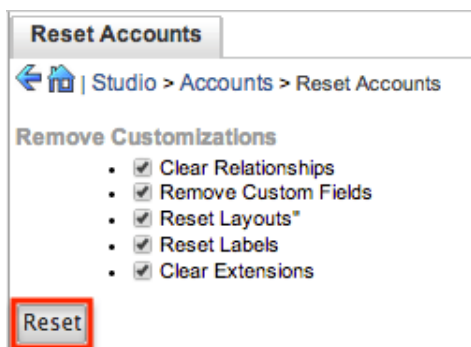 Reset Accounts
| Studio > Accounts > Reset Accounts
Remove Customizations
• Clear Relationships
• Remove Custom Fields
• Reset Layouts"
• Reset Labels
• Clear Extensions
Reset